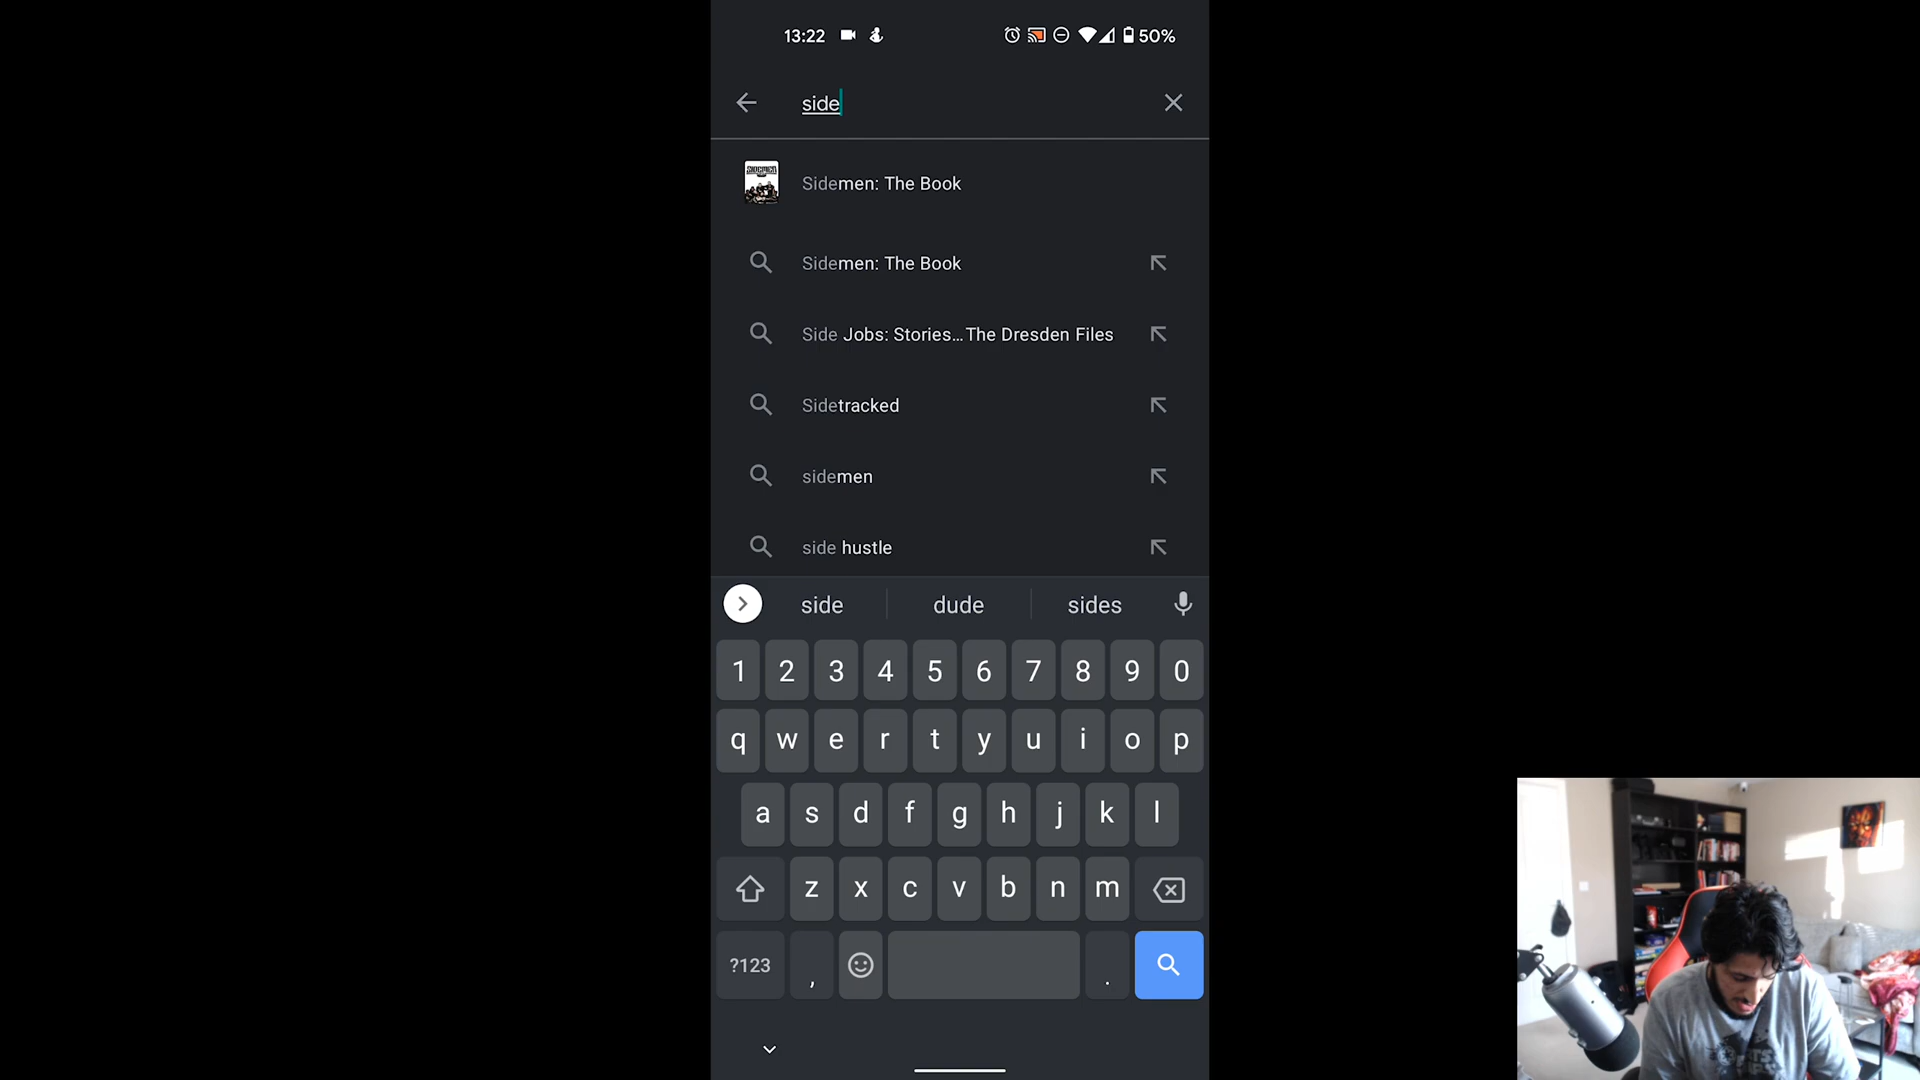 13:22
50%
side
SIDEMEN
Sidemen: The Book
Sidemen: The Book
Side Jobs: Stories... The Dresden Files
Sidetracked
sidemen
side hustle
side dude sides
1 2 3 4 5 6 7 8 9 0
q w e r t y u i o p
a s d f g h j k l
z x c v b n m
?123 , .